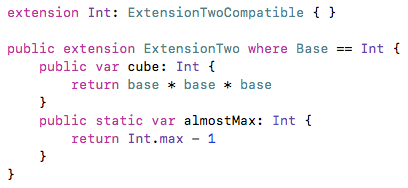 extension Int: ExtensionTwoCompatible { }

public extension ExtensionTwo where Base == Int {
    public var cube: Int {
        return base * base * base
    }
    public static var almostMax: Int {
        return Int.max - 1
    }
}